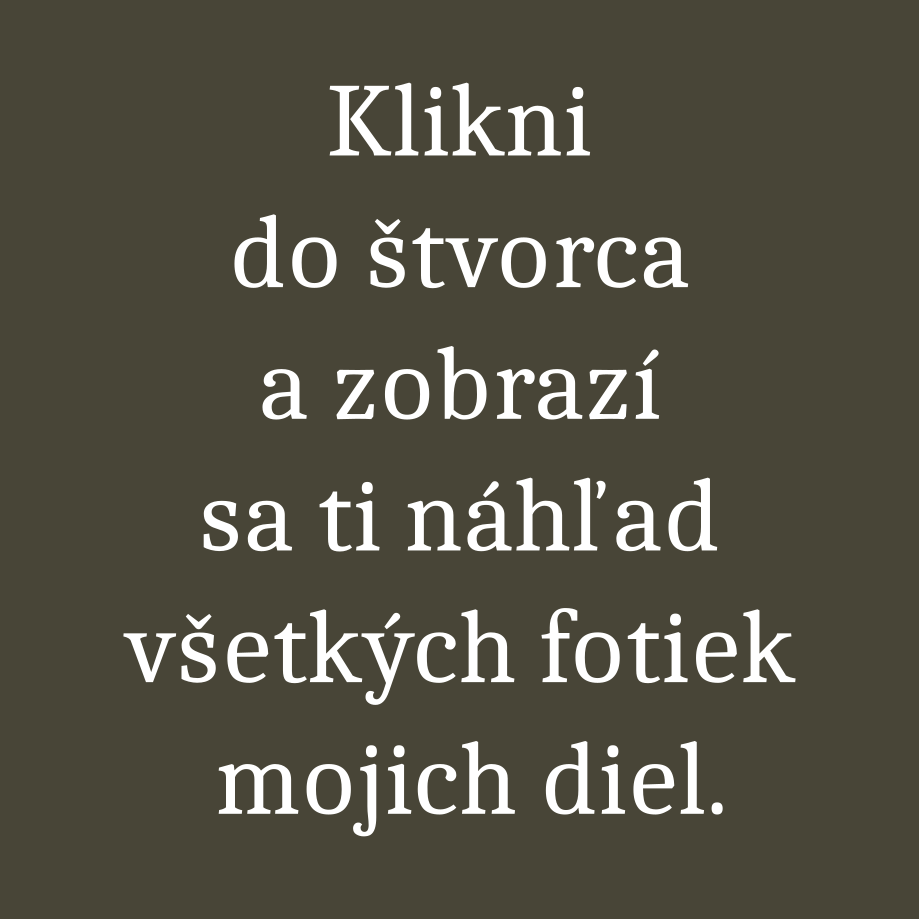 Klikni
do štvorca
a zobrazí
sa ti náhľad
všetkých fotiek
mojich diel.